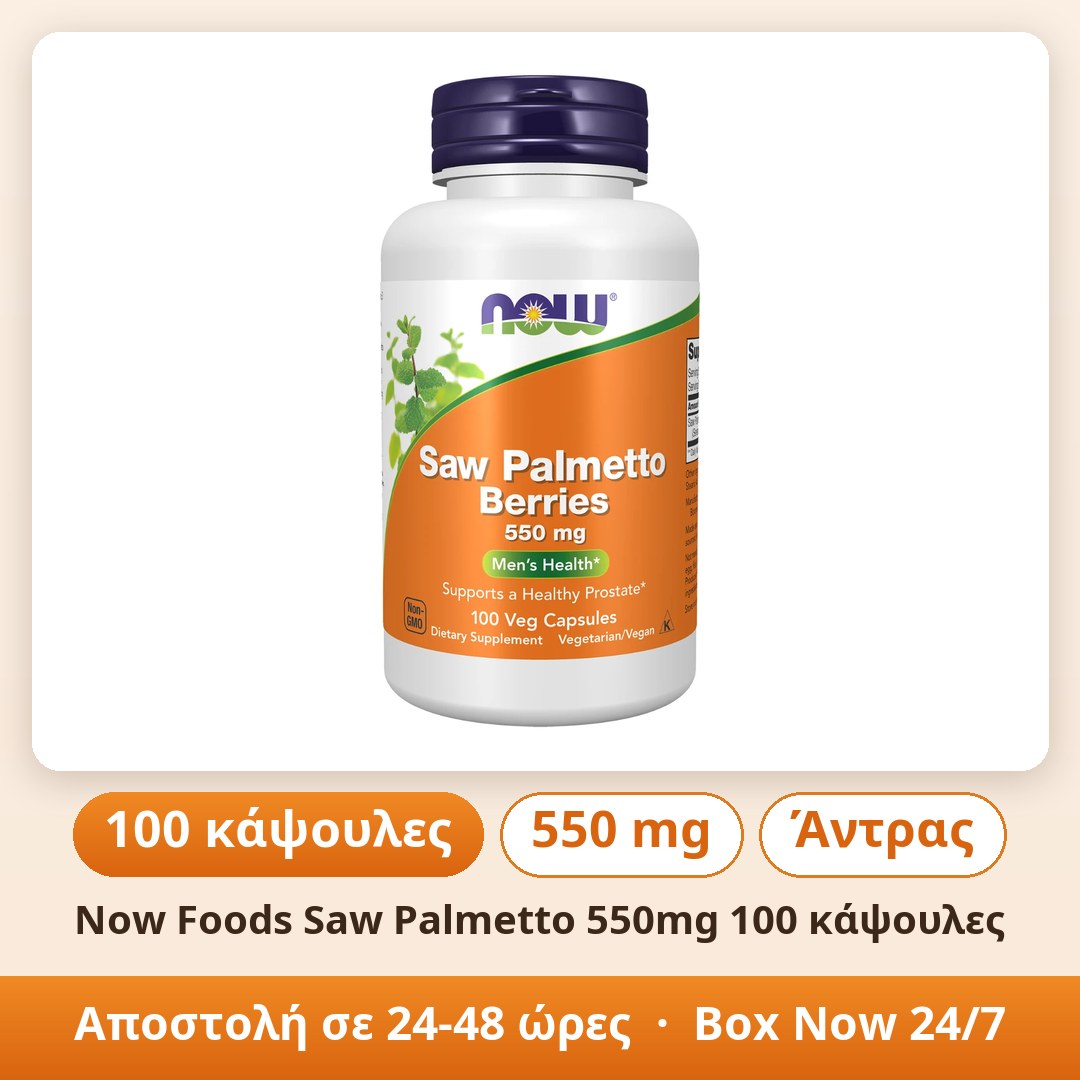 now®
Saw Palmetto
Berries
550 mg
Men's Health*
Supports a Healthy Prostate*
Non-
GMO
100 Veg Capsules
Dietary Supplement Vegetarian/Vegan K
100 κάψουλες
550 mg
Άντρας
Now Foods Saw Palmetto 550mg 100 κάψουλες
Αποστολή σε 24-48 ώρες · Box Now 24/7